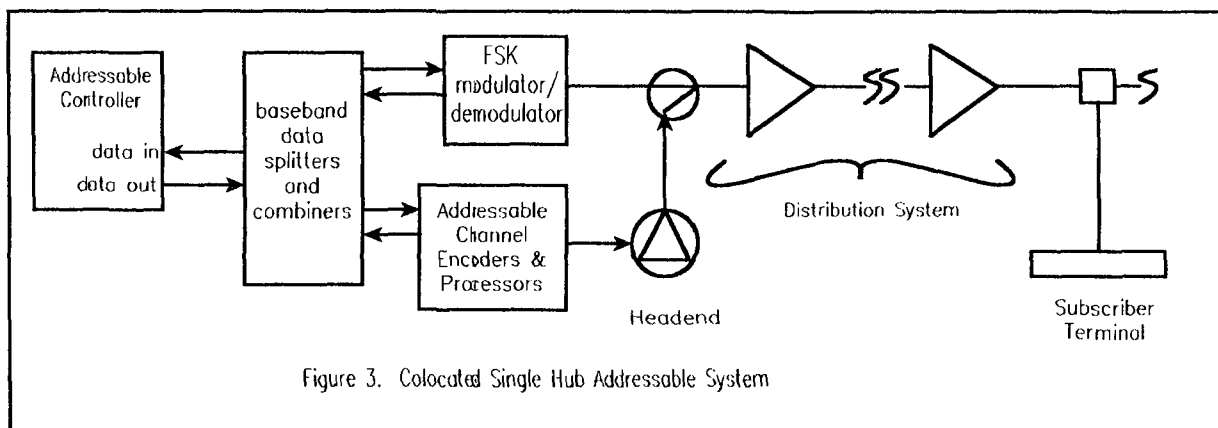 Addressable
Controller
data in
data out
baseband
data
splitters
and
combiners
FSK
modulator/
demodulator
Addressable
Channel
Encoders &
Processors
Headend
Distribution System
Subscriber
Terminal
Figure 3. Colocated Single Hub Addressable System